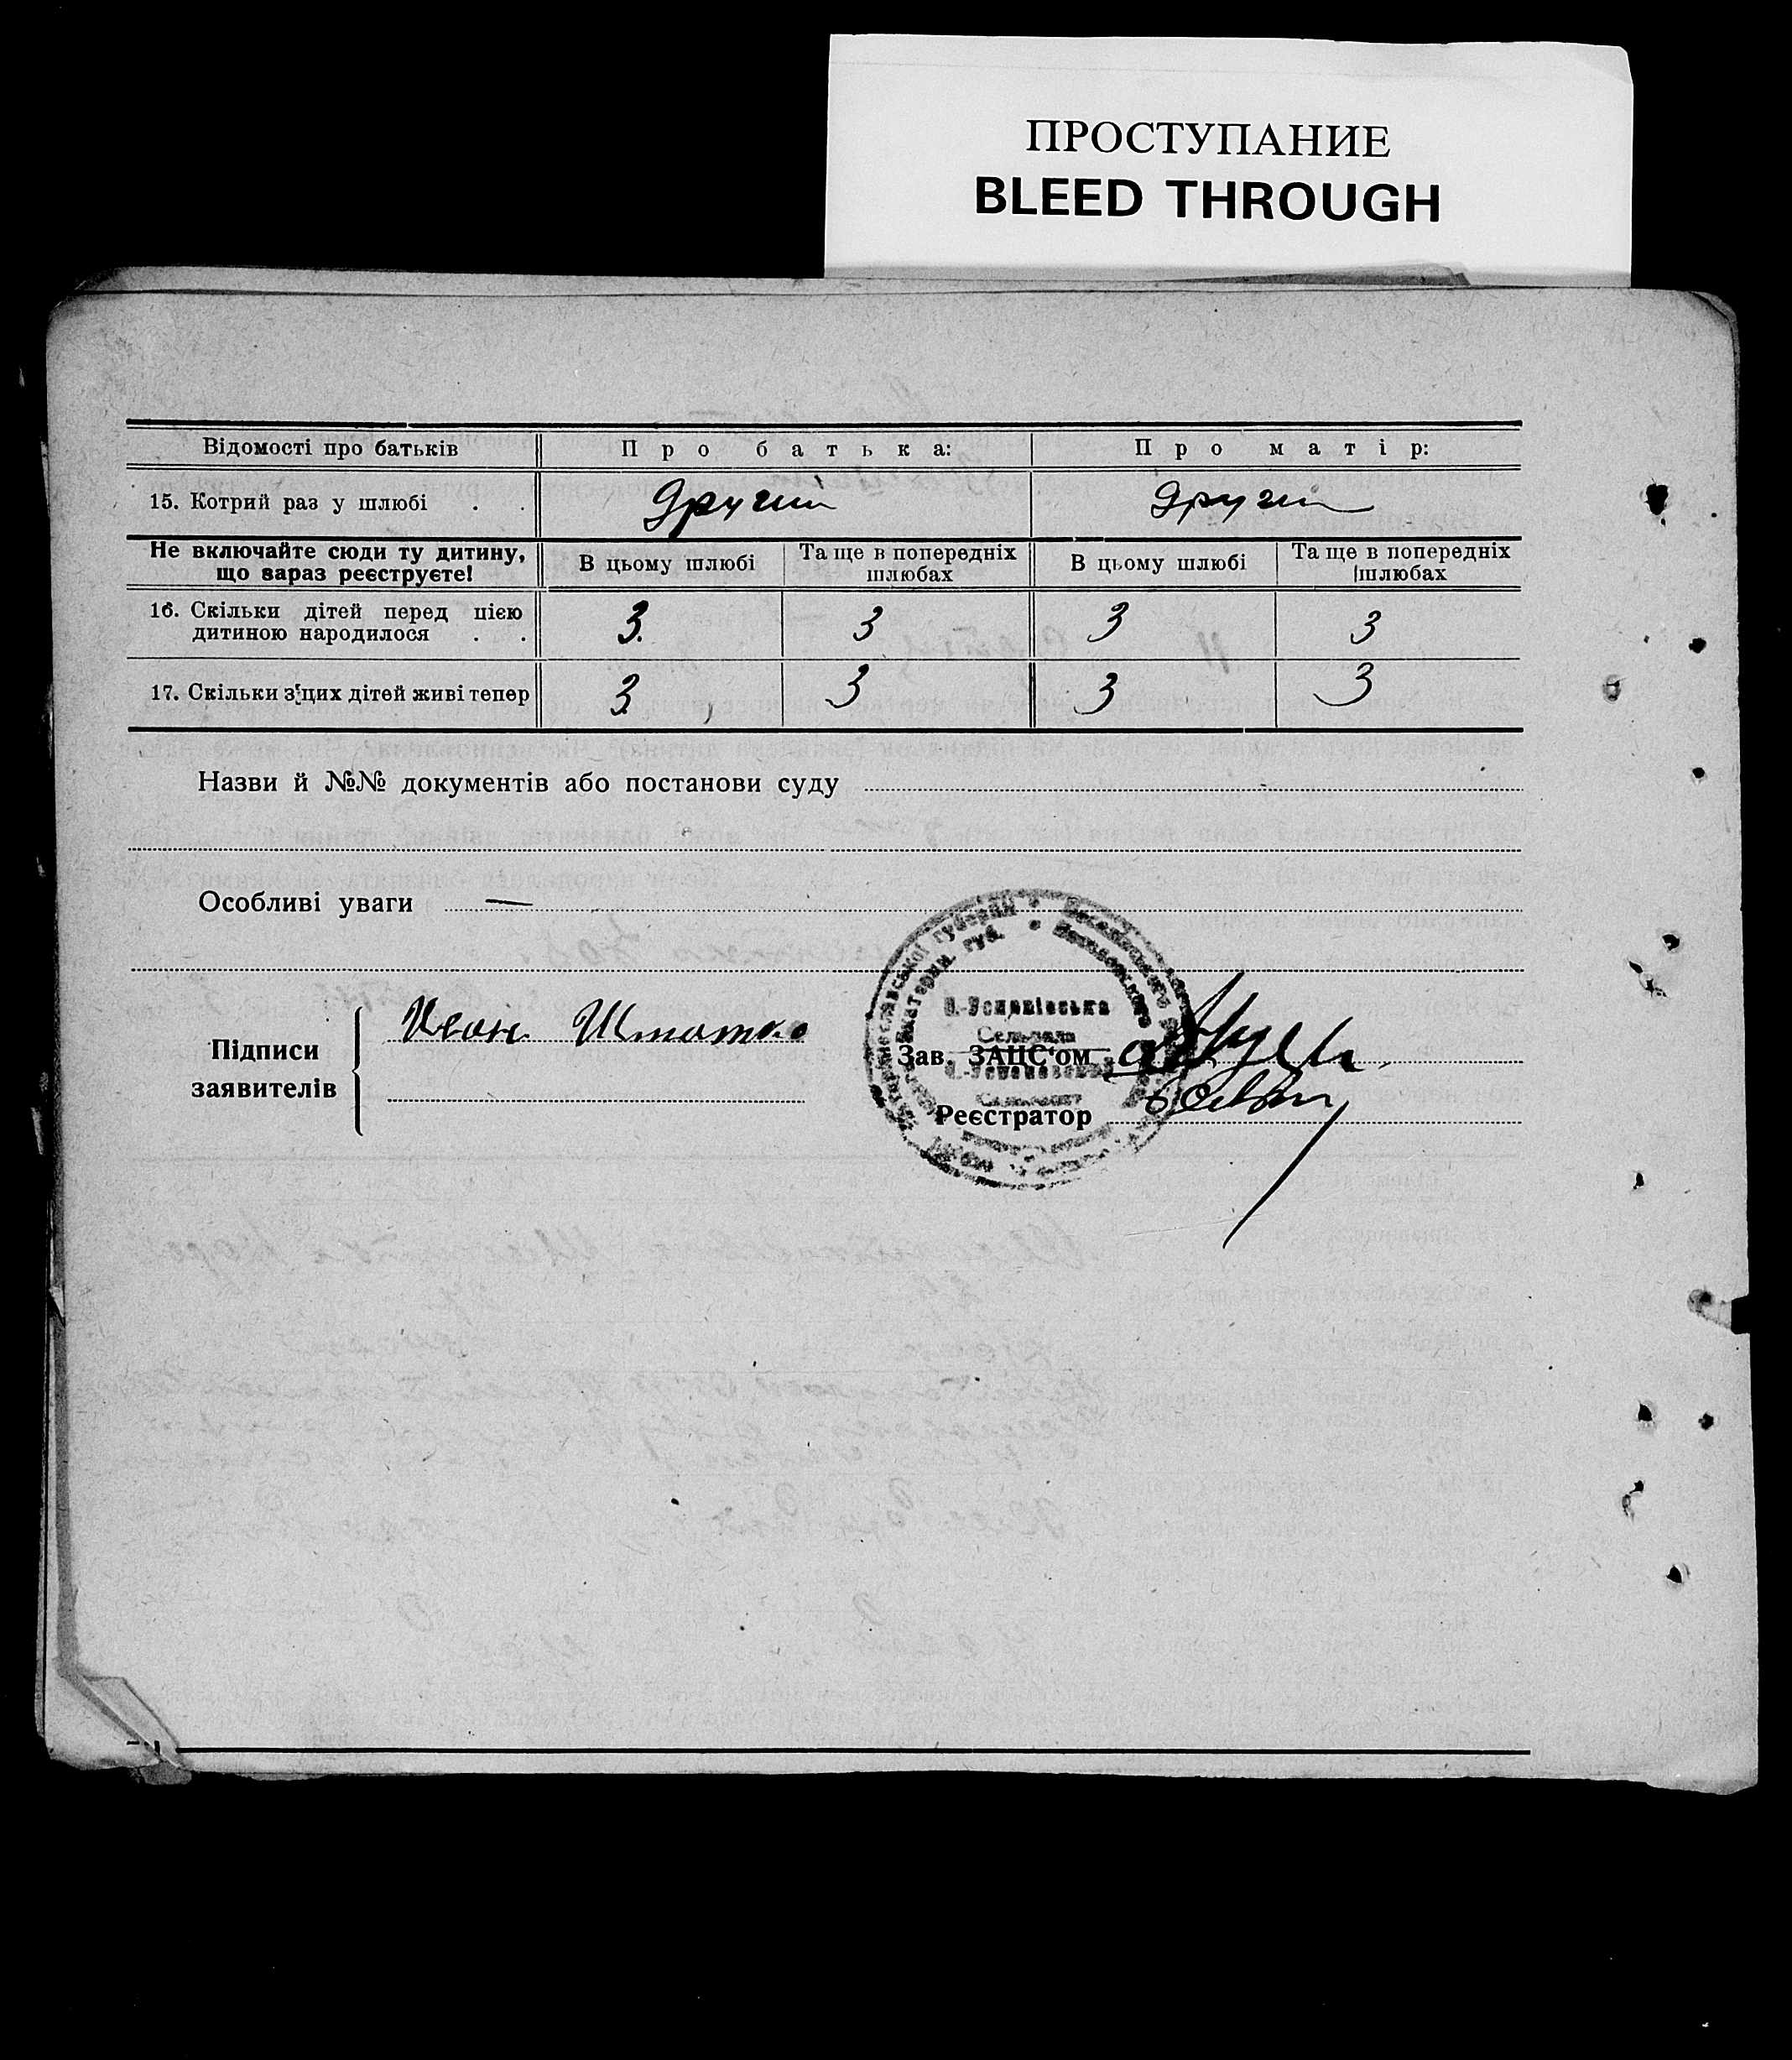 ПРОСТУПАНИЕ
BLEED THROUGH
Відомості про батьків Про батька: Про матір:
15. Котрий раз у шлюбі . . другий другий
Не включайте сюди ту дитину, що зараз реєструєте! В цьому шлюбі Та ще в попередніх шлюбах В цьому шлюбі Та ще в попередніх шлюбах
16. Скільки дітей перед цією дитиною народилося . . 3. 3 3 3
17. Скільки з цих дітей живі тепер 3. 3 3 3
Назви й №№ документів або постанови суду
Особливі уваги —
Підписи заявителів
Иван
Успенівська
Сельрада
Зав. ЗАЦС'ом
Реєстратор